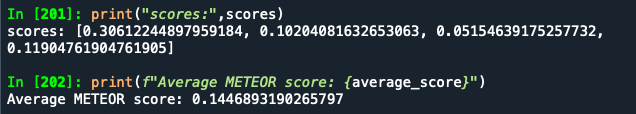 In [201]: print("scores:",scores)
scores: [0.30612244897959184, 0.10204081632653063, 0.05154639175257732,
0.11904761904761905]
In [202]: print(f"Average METEOR score: {average_score}")
Average METEOR score: 0.1446893190265797